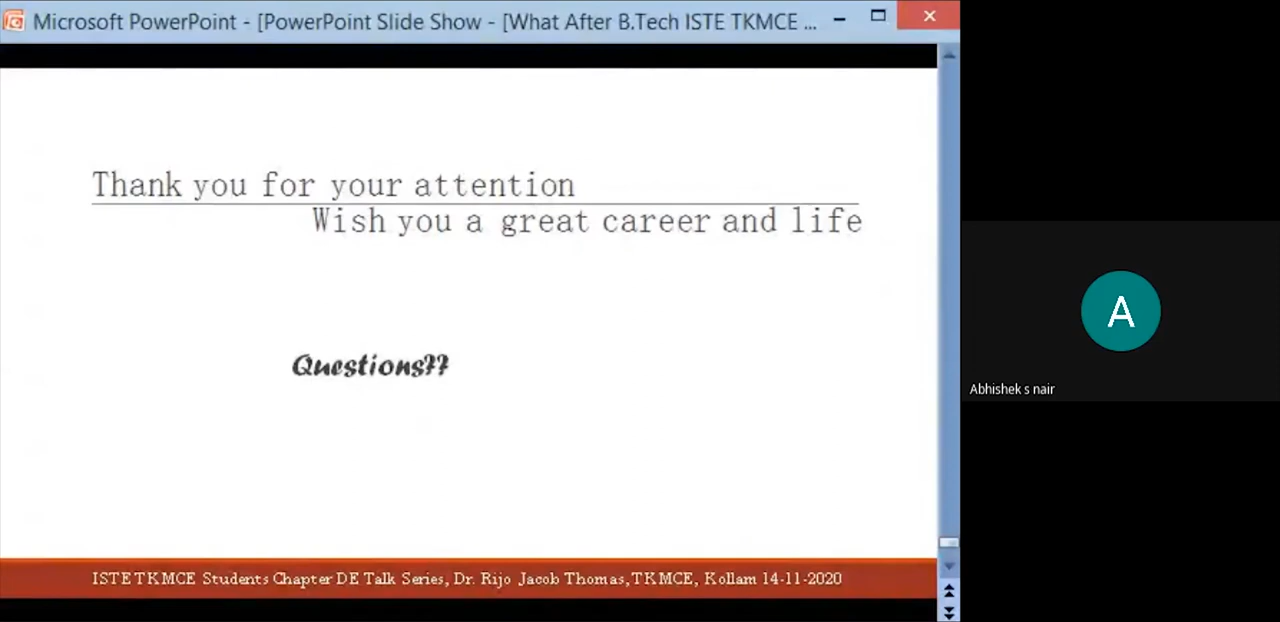 Microsoft PowerPoint - [PowerPoint Slide Show - [What After B.Tech ISTE TKMCE ...
Thank you for your attention
Wish you a great career and life
Questions??
ISTE TKMCE Students Chapter DE Talk Series, Dr. Rijo Jacob Thomas, TKMCE, Kollam 14-11-2020
A
Abhishek s nair